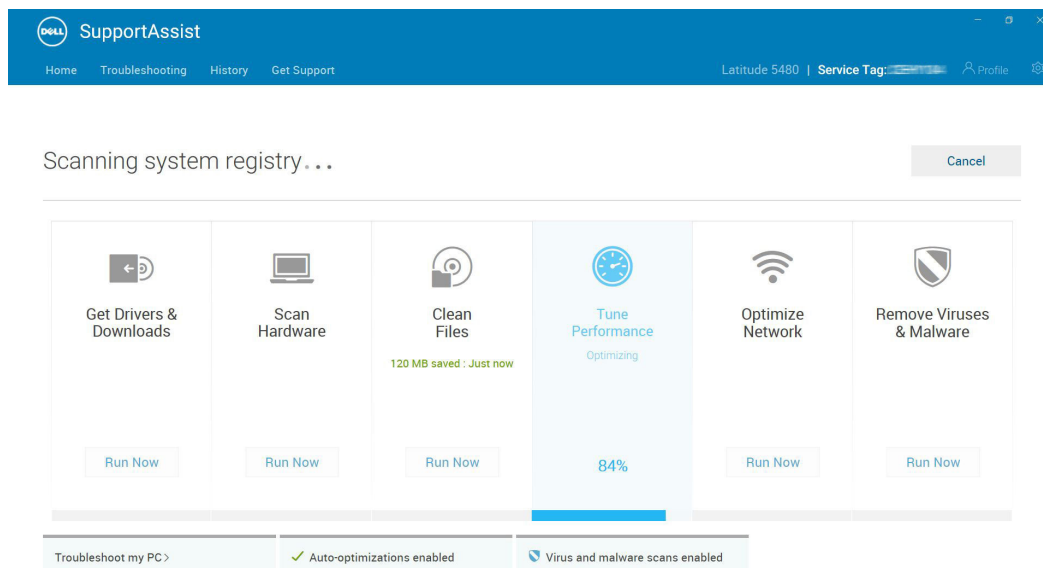 DELL SupportAssist
Home Troubleshooting History Get Support
Latitude 5480 | Service Tag: Profile
Scanning system registry...
Cancel
Get Drivers &
Downloads
Run Now
Scan
Hardware
Run Now
Clean
Files
120 MB saved : Just now
Run Now
Tune
Performance
Optimizing
84%
Optimize
Network
Run Now
Remove Viruses
& Malware
Run Now
Troubleshoot my PC >
Auto-optimizations enabled
Virus and malware scans enabled